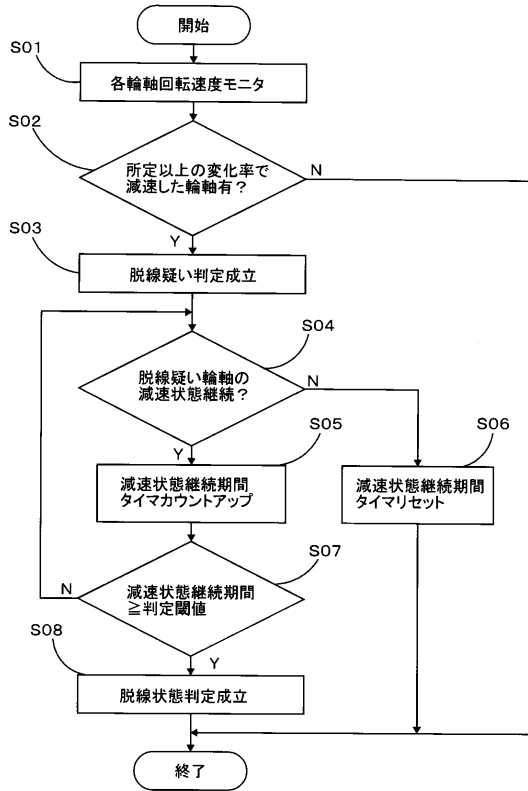 開始
S01
各輪軸回転速度モニタ
S02
所定以上の変化率で
減速した輪軸有？
N
Y
S03
脱線疑い判定成立
S04
脱線疑い輪軸の
減速状態継続？
N
Y
S05
減速状態継続期間
タイマカウントアップ
S06
減速状態継続期間
タイマリセット
S07
減速状態継続期間
≧判定閾値
N
Y
S08
脱線状態判定成立
終了